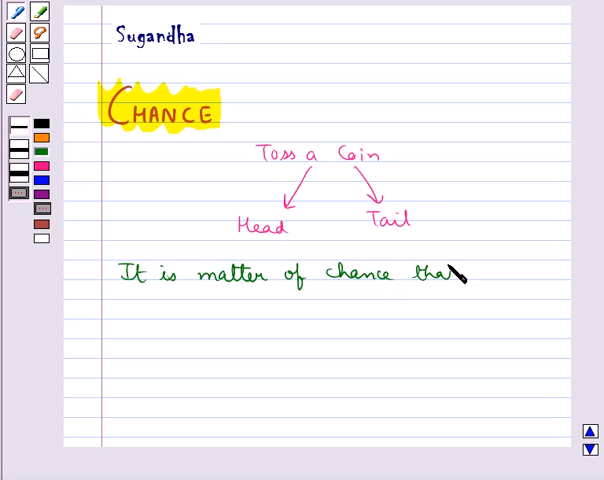 Sugandha
CHANCE
Toss a Coin
Head Tail
It is matter of chance tha